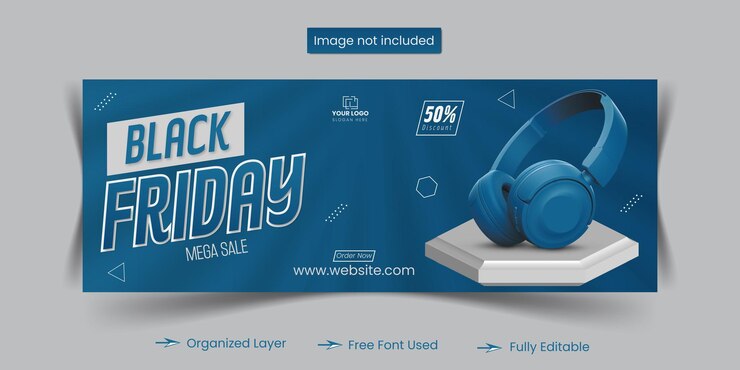 Image not included
BLACK
FRIDAY
MEGA SALE
YOUR LOGO
SLOGAN HERE
50%
Discount
Order Now
www.website.com
Organized Layer
Free Font Used
Fully Editable